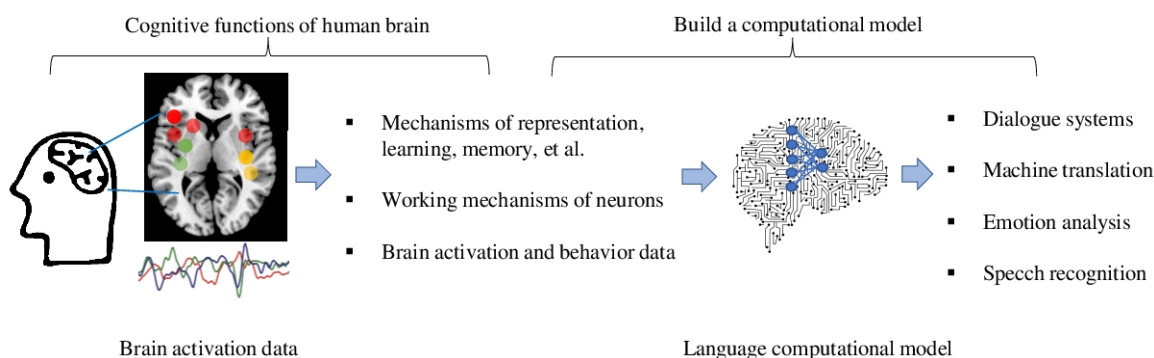 Cognitive functions of human brain
Build a computational model
Mechanisms of representation,
learning, memory, et al.
Working mechanisms of neurons
Brain activation and behavior data
Dialogue systems
Machine translation
Emotion analysis
Specch recognition
Brain activation data
Language computational model